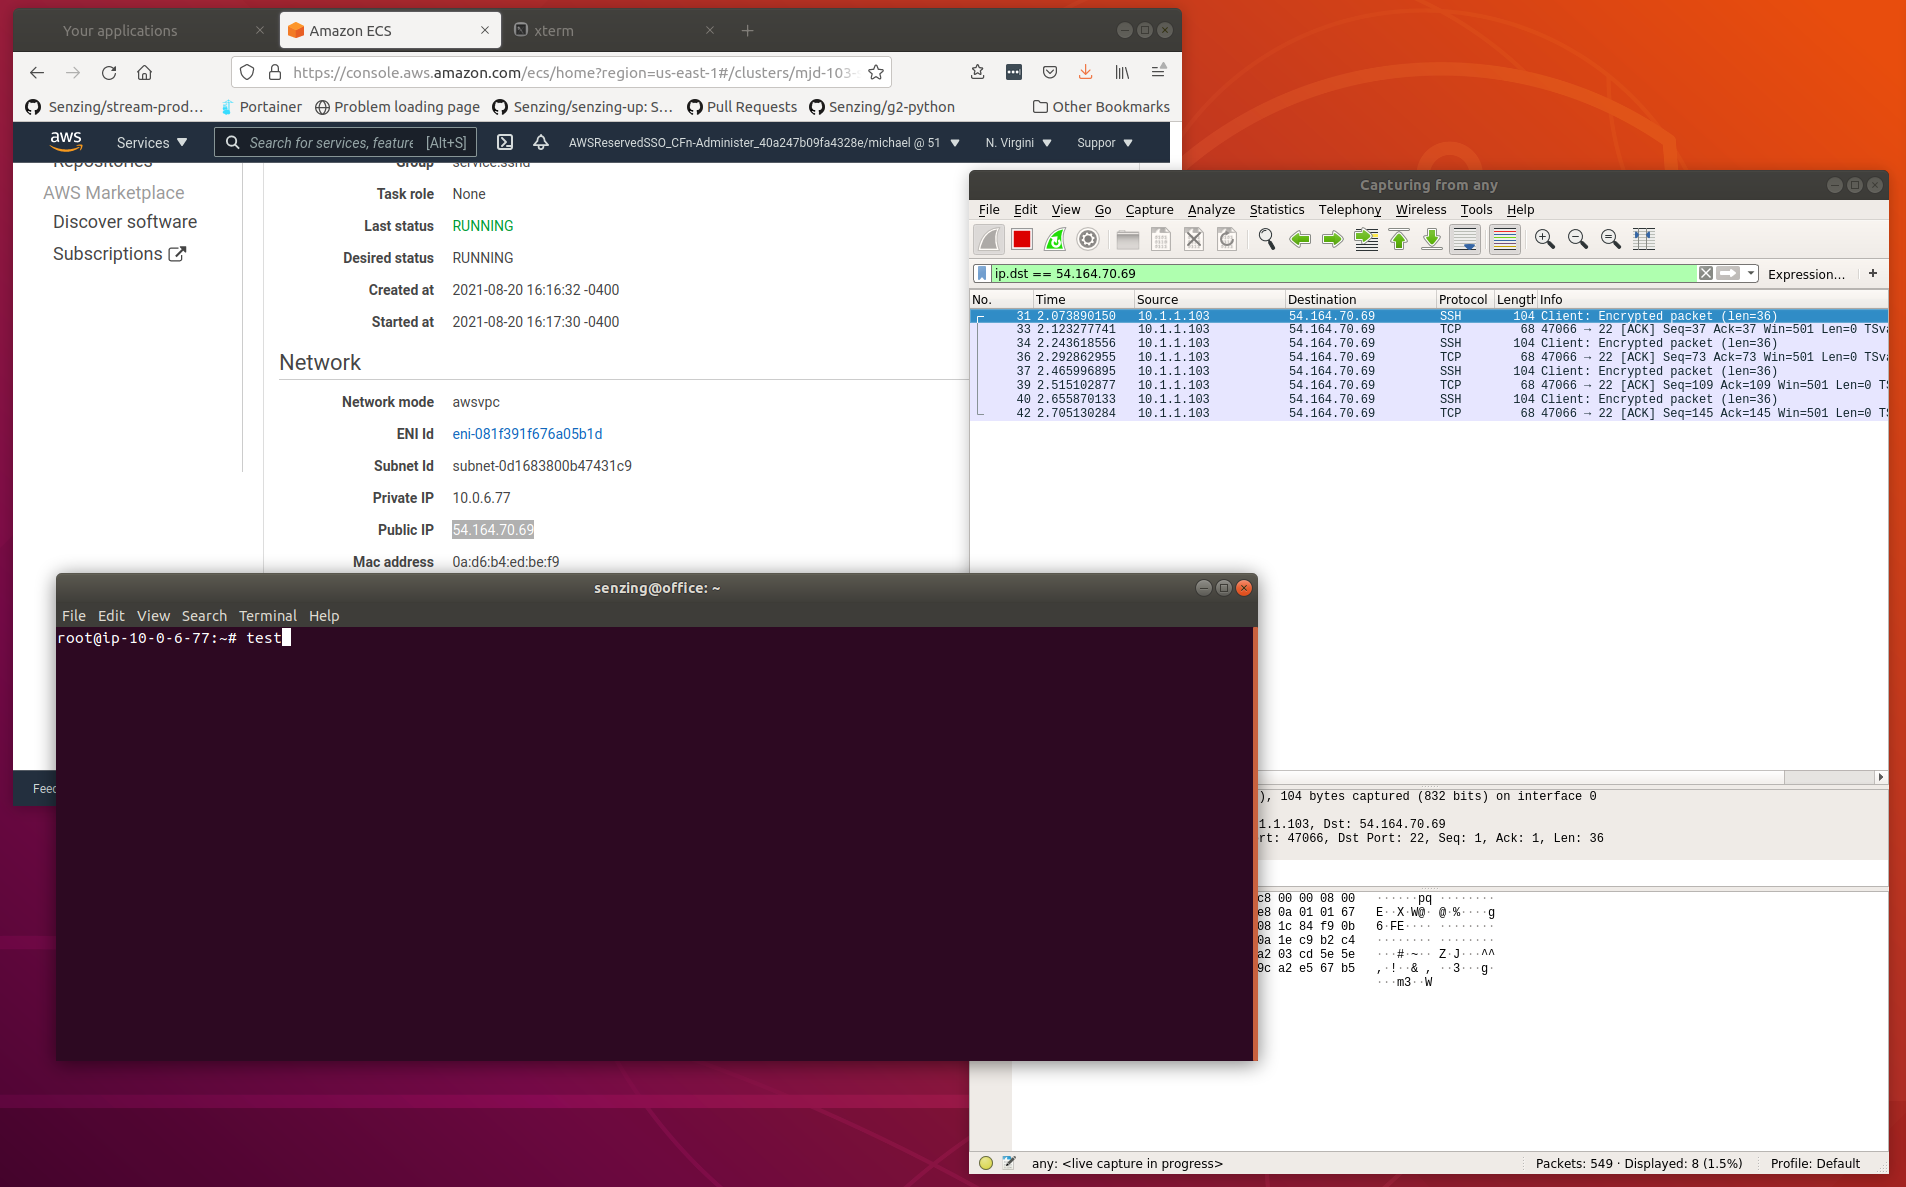 Your applications
Amazon ECS
xterm
https://console.aws.amazon.com/ecs/home?region=us-east-1#/clusters/mjd-103-
Senzing/stream-prod...
Portainer
Problem loading page
Senzing/senzing-up: S...
Pull Requests
Senzing/g2-python
Other Bookmarks
aws
Services
Search for services, feature [Alt+S]
AWSReservedSSO_CFn-Administer_40a247b09fa4328e/michael @ 51
N. Virgini
Suppor
Repositories
AWS Marketplace
Discover software
Subscriptions
Group service:sshd
Task role None
Last status RUNNING
Desired status RUNNING
Created at 2021-08-20 16:16:32 -0400
Started at 2021-08-20 16:17:30 -0400
Network
Network mode awsvpc
ENI Id eni-081f391f676a05b1d
Subnet Id subnet-0d1683800b47431c9
Private IP 10.0.6.77
Public IP 54.164.70.69
Mac address 0a:d6:b4:ed:be:f9
Feed
Capturing from any
File Edit View Go Capture Analyze Statistics Telephony Wireless Tools Help
ip.dst == 54.164.70.69
Expression... +
No. Time Source Destination Protocol Length Info
31 2.073890150 10.1.1.103 54.164.70.69 SSH 104 Client: Encrypted packet (len=36)
33 2.123277741 10.1.1.103 54.164.70.69 TCP 68 47066 → 22 [ACK] Seq=37 Ack=37 Win=501 Len=0 TSva
34 2.243618556 10.1.1.103 54.164.70.69 SSH 104 Client: Encrypted packet (len=36)
36 2.292862955 10.1.1.103 54.164.70.69 TCP 68 47066 → 22 [ACK] Seq=73 Ack=73 Win=501 Len=0 TSva
37 2.465996895 10.1.1.103 54.164.70.69 SSH 104 Client: Encrypted packet (len=36)
39 2.515102877 10.1.1.103 54.164.70.69 TCP 68 47066 → 22 [ACK] Seq=109 Ack=109 Win=501 Len=0 TS
40 2.655870133 10.1.1.103 54.164.70.69 SSH 104 Client: Encrypted packet (len=36)
42 2.705130284 10.1.1.103 54.164.70.69 TCP 68 47066 → 22 [ACK] Seq=145 Ack=145 Win=501 Len=0 TS
), 104 bytes captured (832 bits) on interface 0
1.1.103, Dst: 54.164.70.69
rt: 47066, Dst Port: 22, Seq: 1, Ack: 1, Len: 36
c8 00 00 08 00 ······pq ········
e8 0a 01 01 67 E··X·W@· @·%····g
08 1c 84 f9 0b 6·FE···· ········
0a 1e c9 b2 c4 ········ ········
a2 03 cd 5e 5e ···#·~·· Z·J···^^
9c a2 e5 67 b5 ,·!··&, ··3···g·
···m3··W
any: <live capture in progress>
Packets: 549 · Displayed: 8 (1.5%)
Profile: Default
senzing@office: ~
File Edit View Search Terminal Help
root@ip-10-0-6-77:~# test